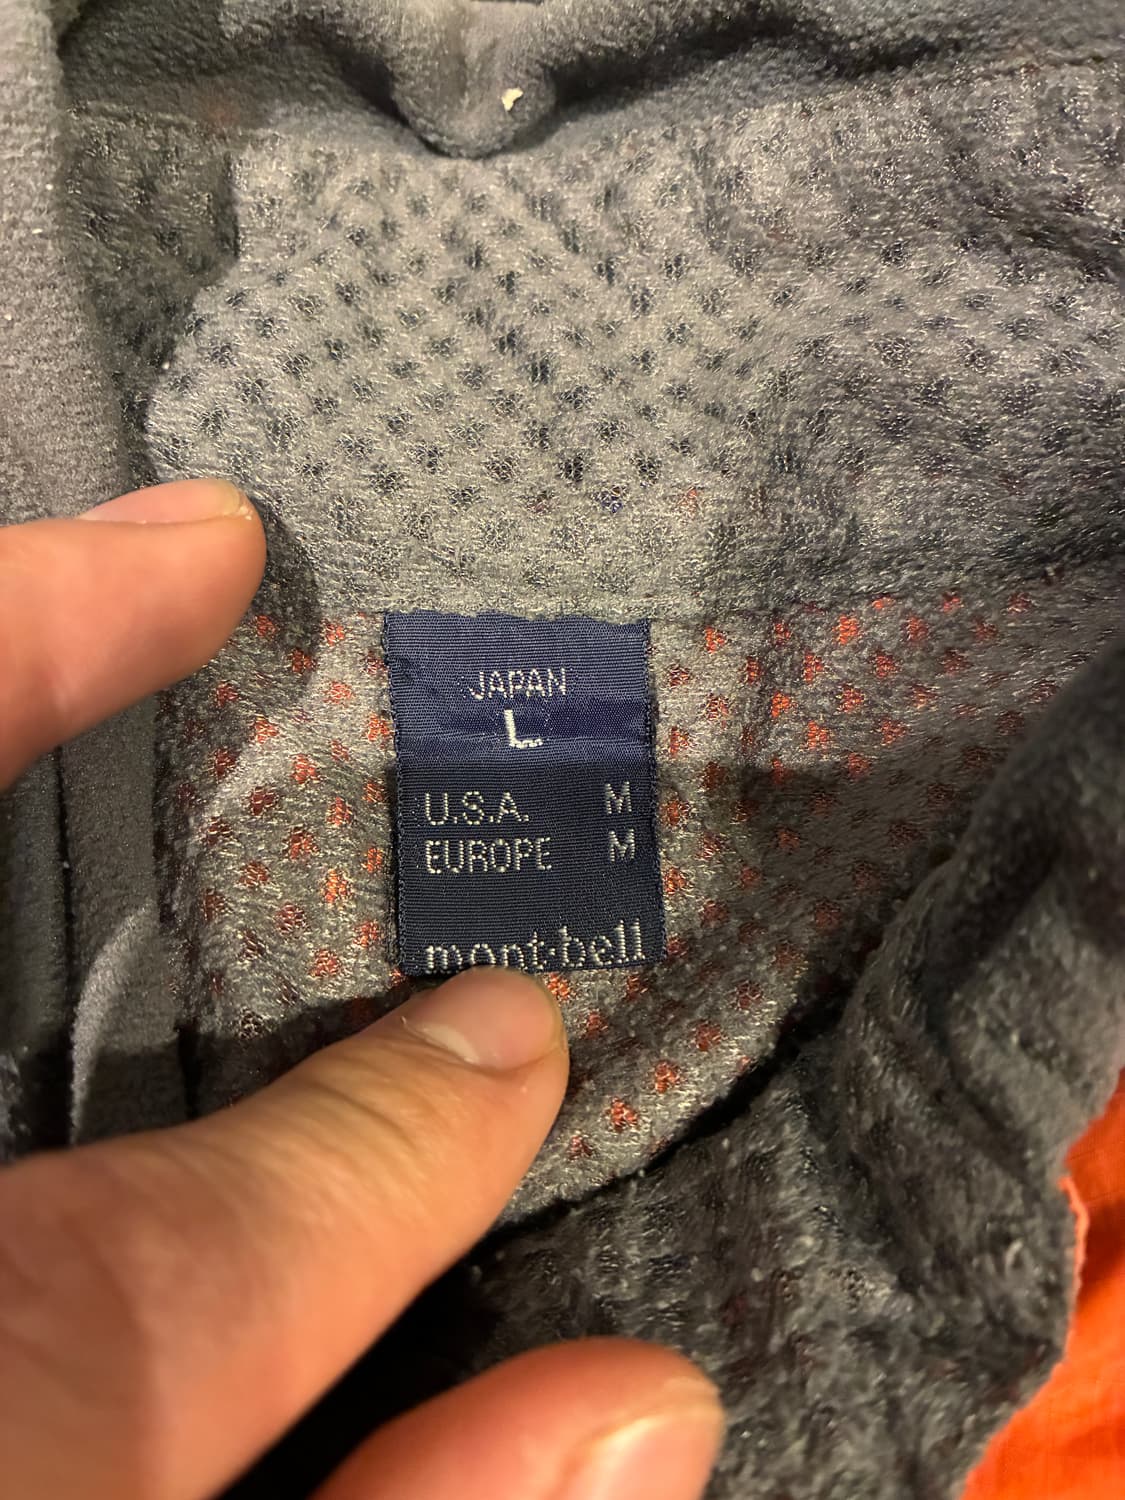 JAPAN
L
U.S.A. M
EUROPE M
mont-bell